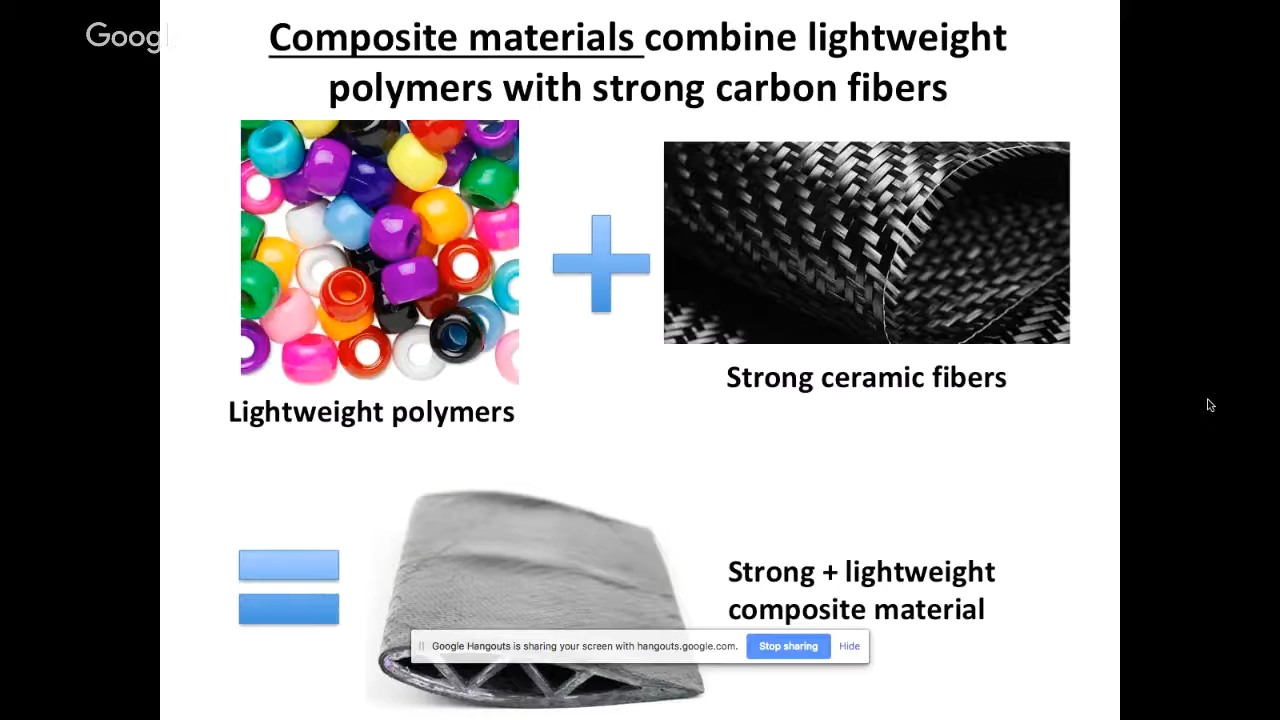 Google
Composite materials combine lightweight
polymers with strong carbon fibers
Strong ceramic fibers
Lightweight polymers
Strong + lightweight
composite material
Google Hangouts is sharing your screen with hangouts.google.com. Stop sharing Hide